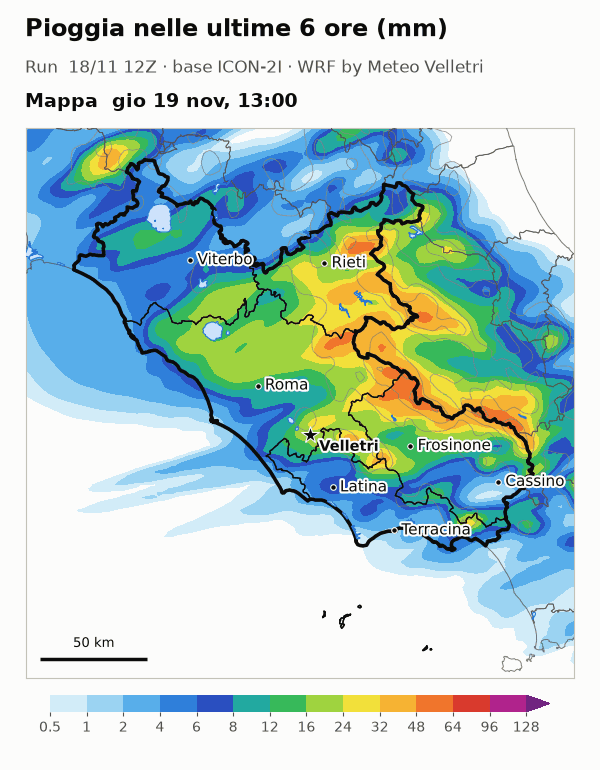 Pioggia nelle ultime 6 ore (mm)
Run  18/11 12Z · base ICON-2I · WRF by Meteo Velletri
Mappa  gio 19 nov, 13:00
Viterbo
Rieti
Roma
Velletri
Frosinone
Cassino
Latina
Terracina
50 km
0.5 1 2 4 6 8 12 16 24 32 48 64 96 128